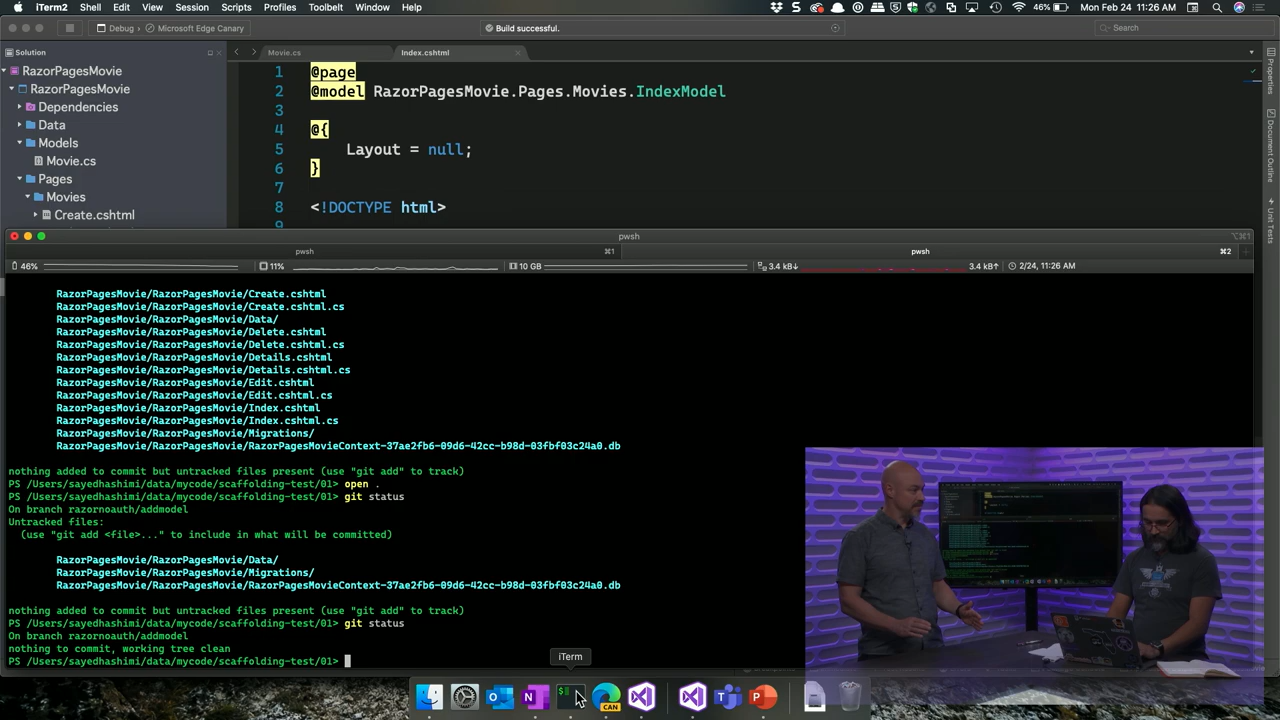 iTerm2 Shell Edit View Session Scripts Profiles Toolbelt Window Help
46% Mon Feb 24 11:26 AM
Debug › Microsoft Edge Canary
Build successful.
Search
Solution
Movie.cs
Index.cshtml
RazorPagesMovie
RazorPagesMovie
Dependencies
Data
Models
Movie.cs
Pages
Movies
Create.cshtml
1 @page
2 @model RazorPagesMovie.Pages.Movies.IndexModel
3
4 @{
5 Layout = null;
6 }
7
8 <!DOCTYPE html>
9
Properties
Document Outline
Unit Tests
pwsh
⌥⌘1
pwsh ⌘1
pwsh ⌘2
46% 11% 10 GB 3.4 kB↓ 3.4 kB↑ 2/24, 11:26 AM
RazorPagesMovie/RazorPagesMovie/Create.cshtml
RazorPagesMovie/RazorPagesMovie/Create.cshtml.cs
RazorPagesMovie/RazorPagesMovie/Data/
RazorPagesMovie/RazorPagesMovie/Delete.cshtml
RazorPagesMovie/RazorPagesMovie/Delete.cshtml.cs
RazorPagesMovie/RazorPagesMovie/Details.cshtml
RazorPagesMovie/RazorPagesMovie/Details.cshtml.cs
RazorPagesMovie/RazorPagesMovie/Edit.cshtml
RazorPagesMovie/RazorPagesMovie/Edit.cshtml.cs
RazorPagesMovie/RazorPagesMovie/Index.cshtml
RazorPagesMovie/RazorPagesMovie/Index.cshtml.cs
RazorPagesMovie/RazorPagesMovie/Migrations/
RazorPagesMovie/RazorPagesMovie/RazorPagesMovieContext-37ae2fb6-09d6-42cc-b98d-03fbf03c24a0.db
nothing added to commit but untracked files present (use "git add" to track)
PS /Users/sayedhashimi/data/mycode/scaffolding-test/01> open .
PS /Users/sayedhashimi/data/mycode/scaffolding-test/01> git status
On branch razornoauth/addmodel
Untracked files:
(use "git add <file>..." to include in what will be committed)
RazorPagesMovie/RazorPagesMovie/Data/
RazorPagesMovie/RazorPagesMovie/Migrations/
RazorPagesMovie/RazorPagesMovie/RazorPagesMovieContext-37ae2fb6-09d6-42cc-b98d-03fbf03c24a0.db
nothing added to commit but untracked files present (use "git add" to track)
PS /Users/sayedhashimi/data/mycode/scaffolding-test/01> git status
On branch razornoauth/addmodel
nothing to commit, working tree clean
PS /Users/sayedhashimi/data/mycode/scaffolding-test/01>
iTerm
CAN